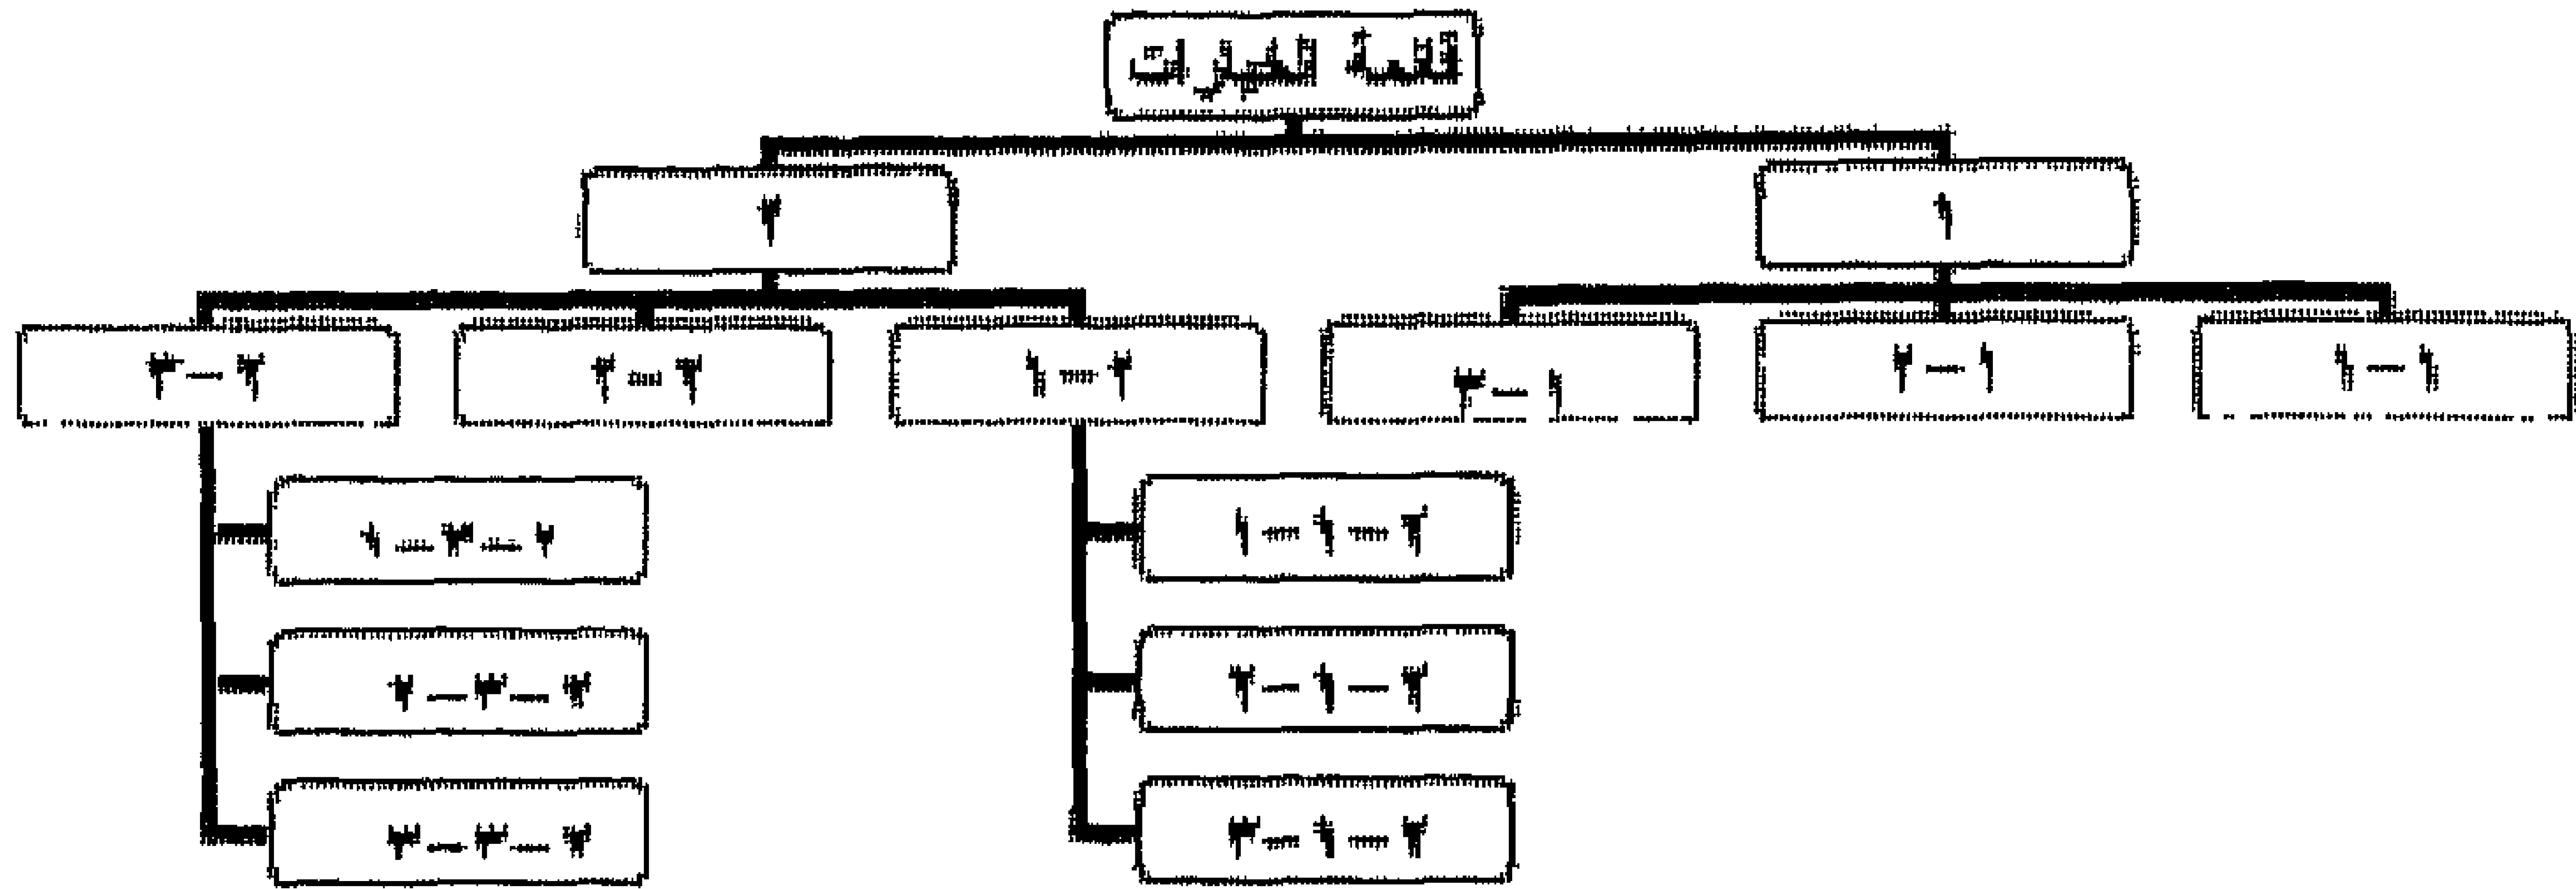 ١
٢
١ – ١
١ – ٢
١ – ٣
٢ – ١
٢ – ٢
٢ – ٣
٢ – ١ – ١
٢ – ١ – ٢
٢ – ١ – ٣
٢ – ٣ – ١
٢ – ٣ – ٢
٢ – ٣ – ٣